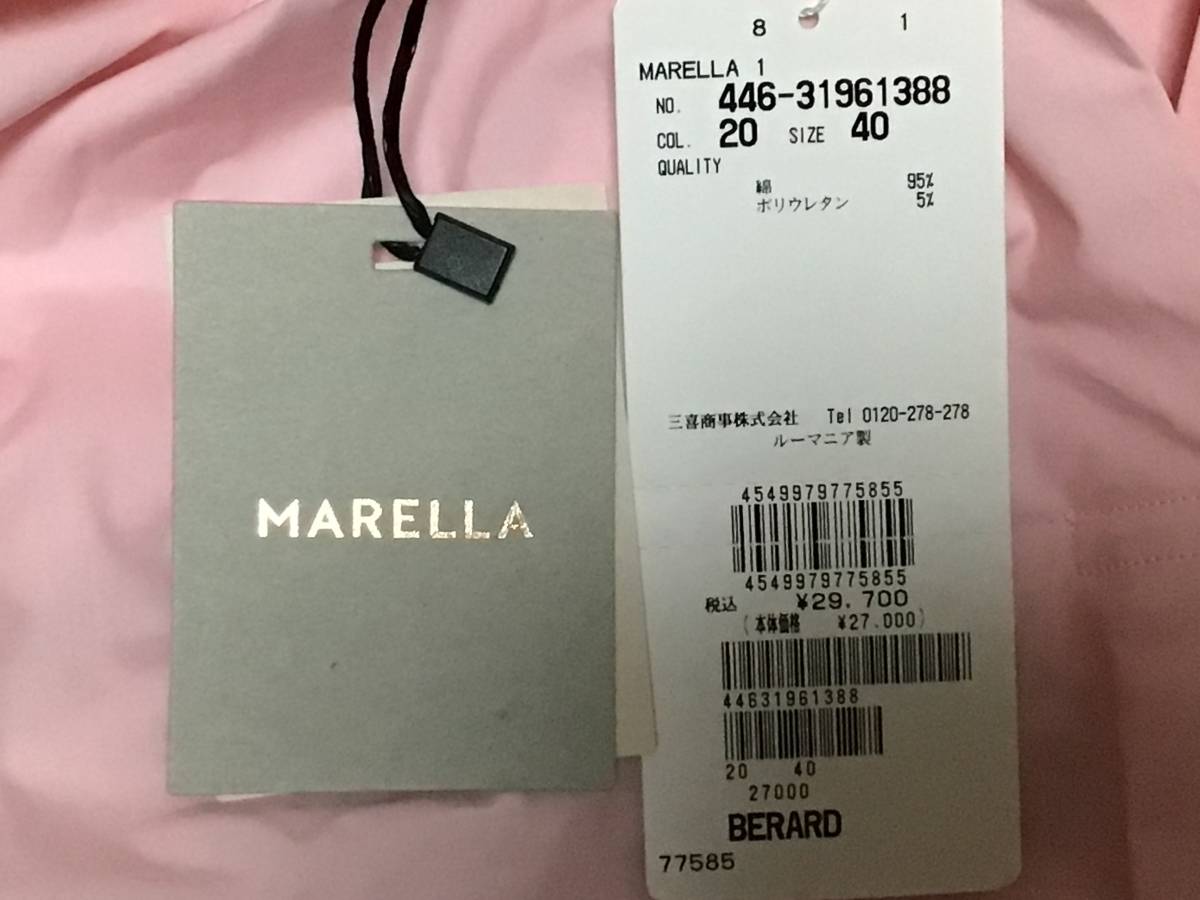 MARELLA
8 1
MARELLA 1
NO. 446-31961388
COL. 20 SIZE 40
QUALITY
綿 95%
ポリウレタン 5%
三喜商事株式会社 Tel 0120-278-278
ルーマニア製
4549979775855
4549979775855
税込 ¥29.700
(本体価格 ¥27.000)
44631961388
20 40
27000
BERARD
77585